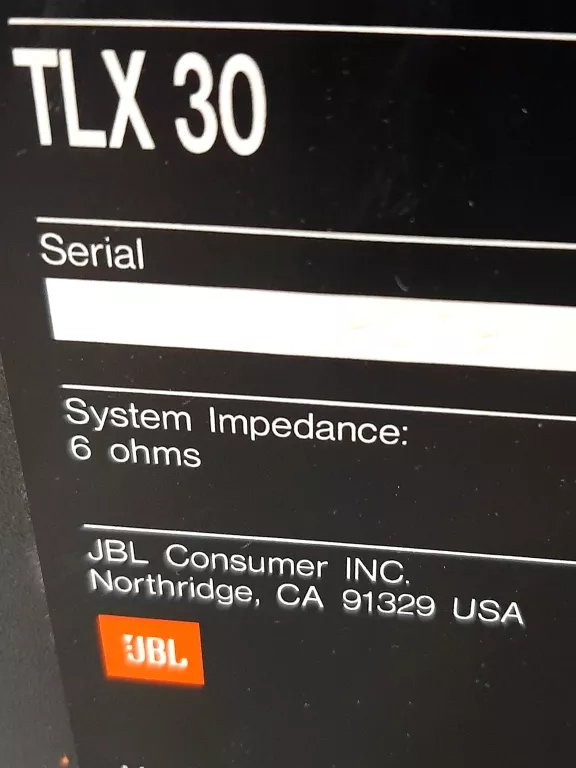 TLX 30
Serial
System Impedance:
6 ohms
JBL Consumer INC.
Northridge, CA 91329 USA
JBL